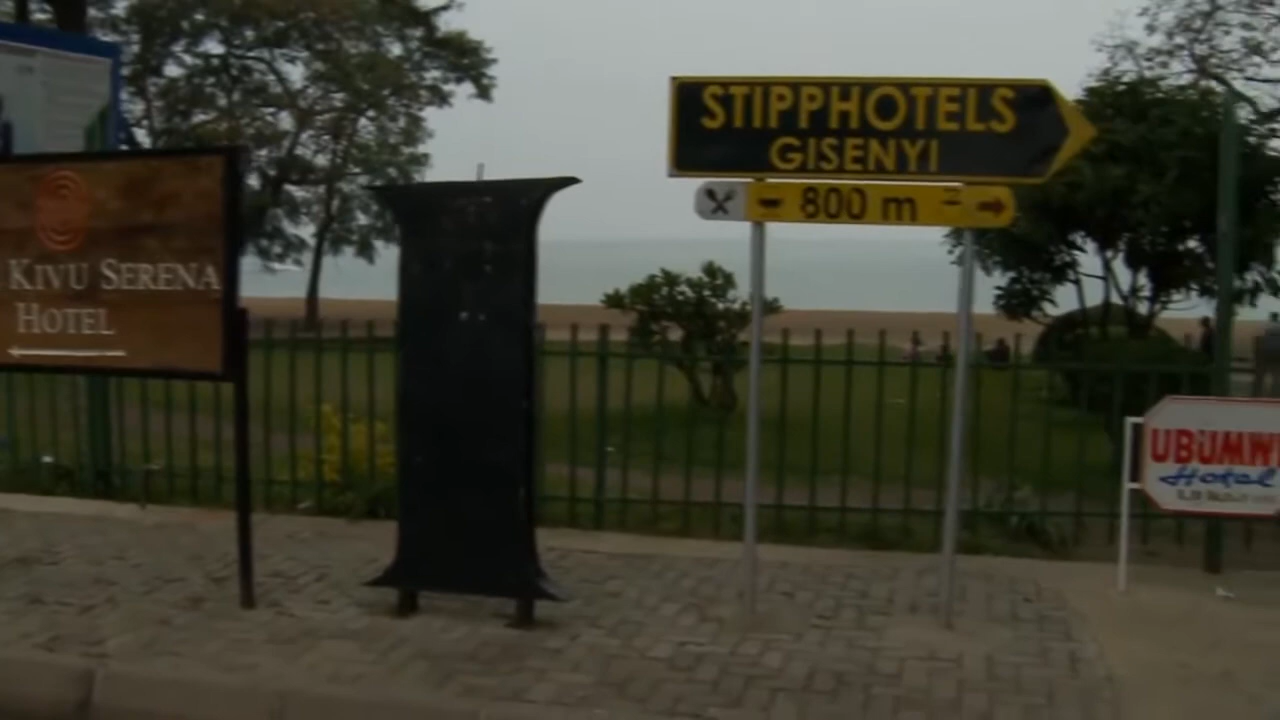 KIVU SERENA
HOTEL
STIPPHOTELS
GISENYI
800 m
UBUMW
Hotel